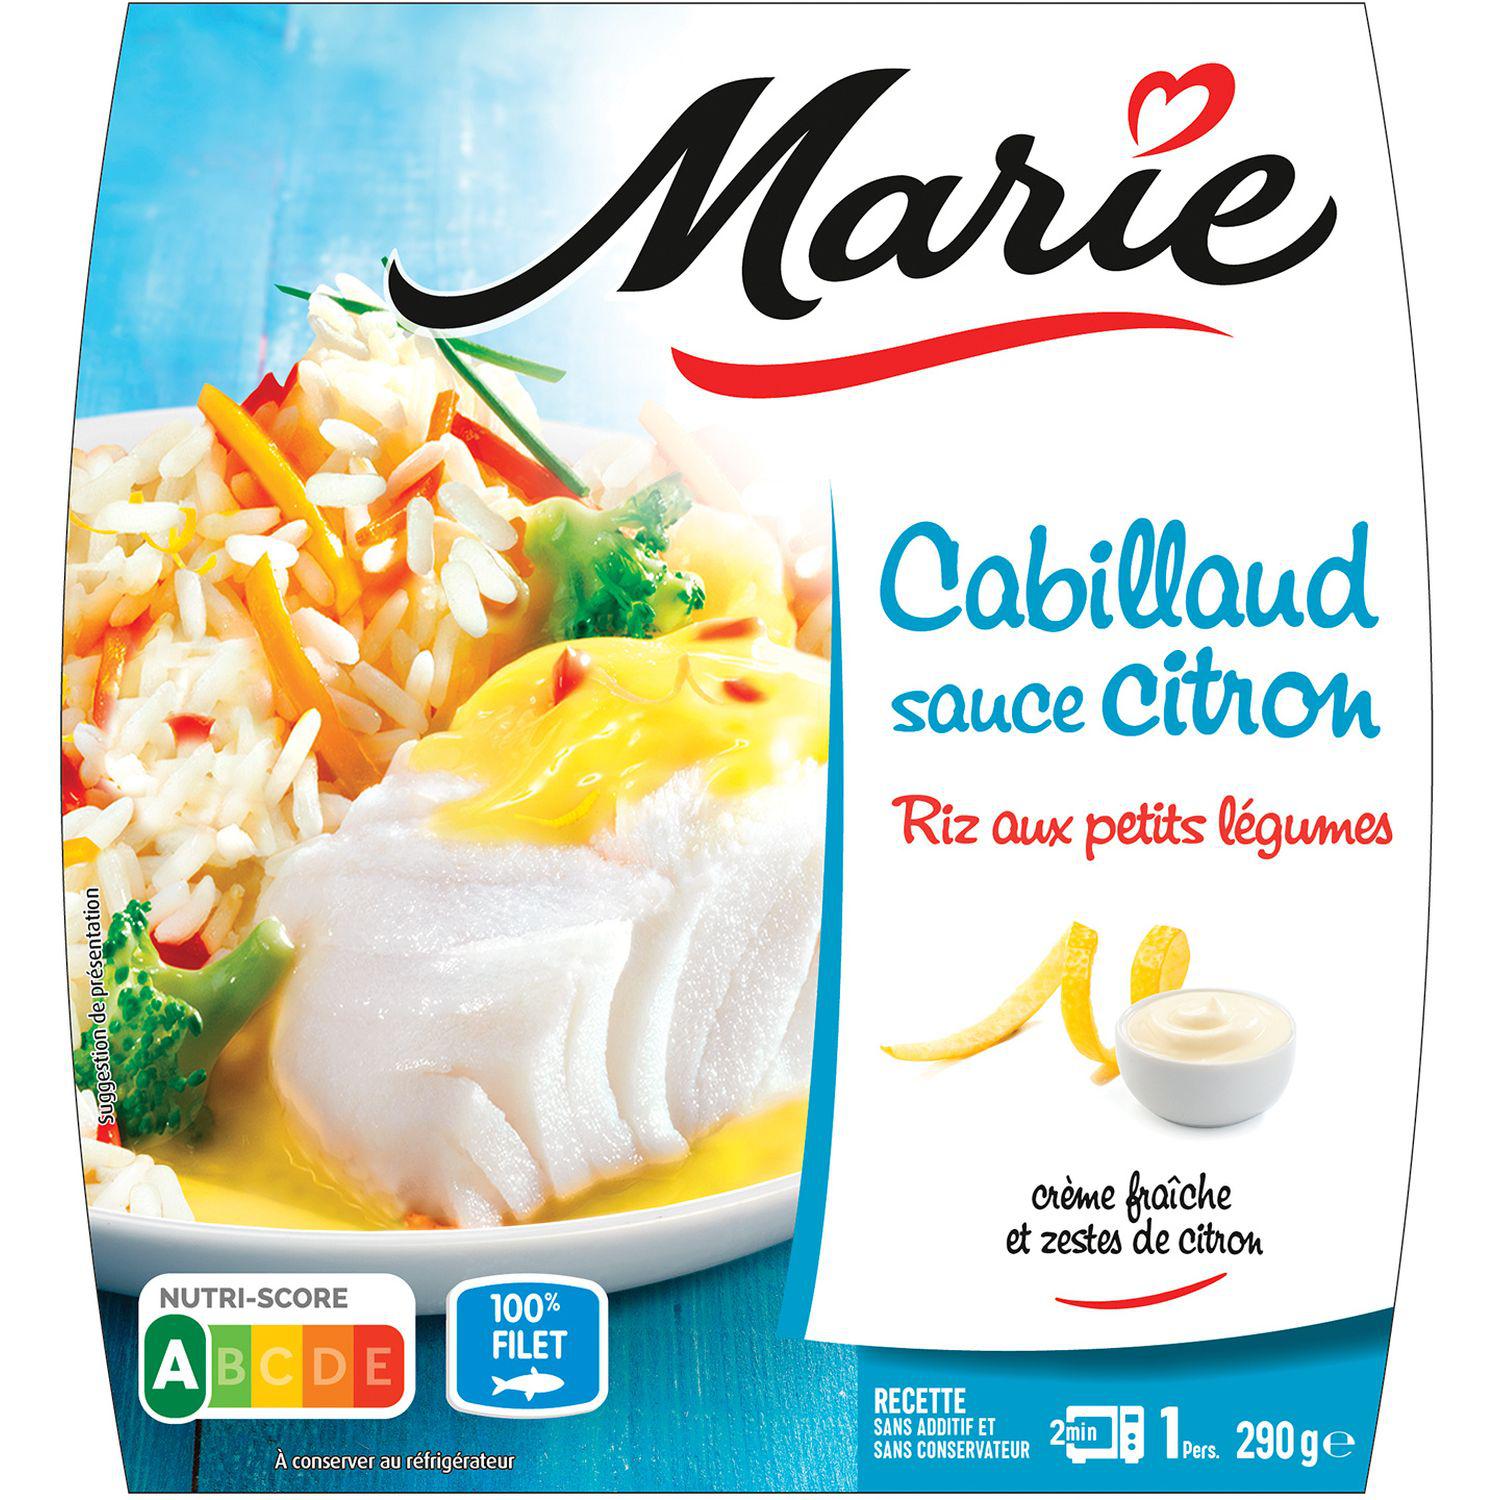 Marie
Cabillaud
sauce citron
Riz aux petits légumes
crème fraîche
et zestes de citron
suggestion de présentation
NUTRI-SCORE
A B C D E
100%
FILET
RECETTE
SANS ADDITIF ET
SANS CONSERVATEUR
2min
1 Pers.
290 g e
À conserver au réfrigérateur